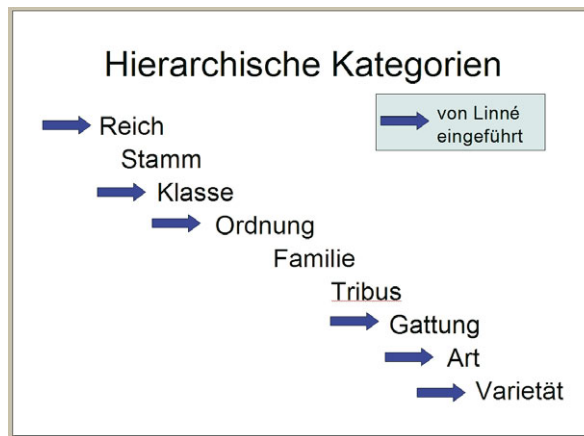 Hierarchische Kategorien
von Linné
eingeführt
Reich
Stamm
Klasse
Ordnung
Familie
Tribus
Gattung
Art
Varietät